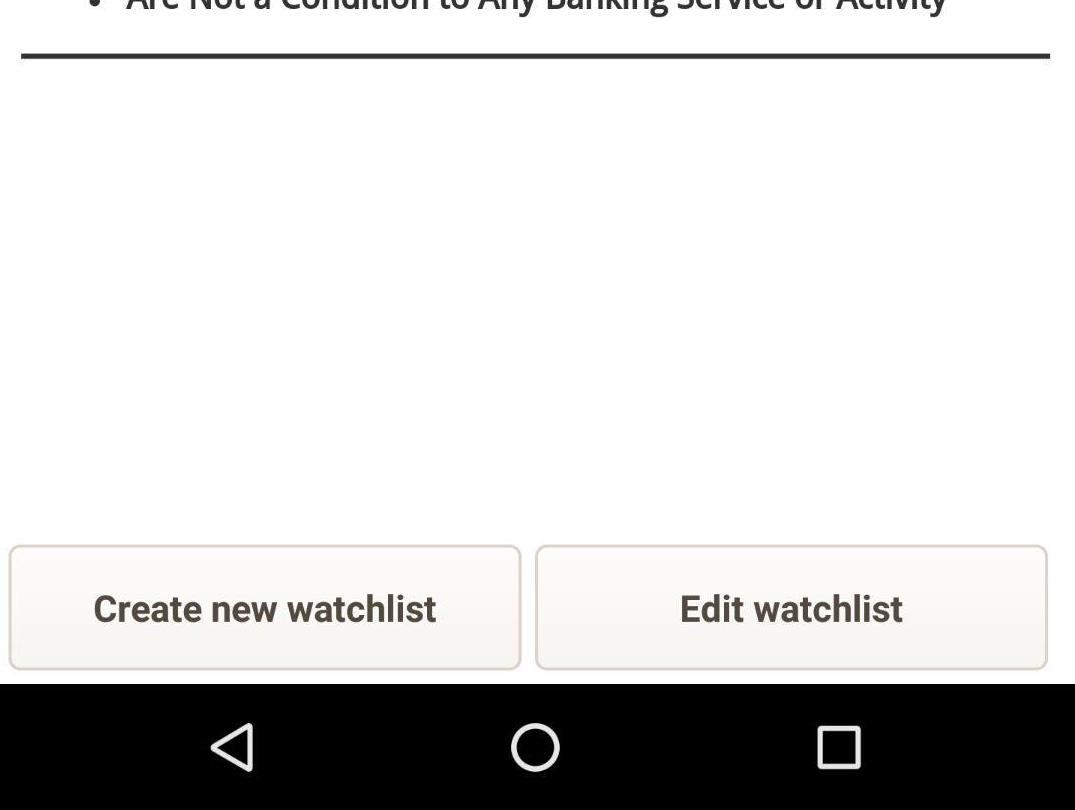 • Are Not a Condition to Any Banking Service or Activity
Create new watchlist
Edit watchlist